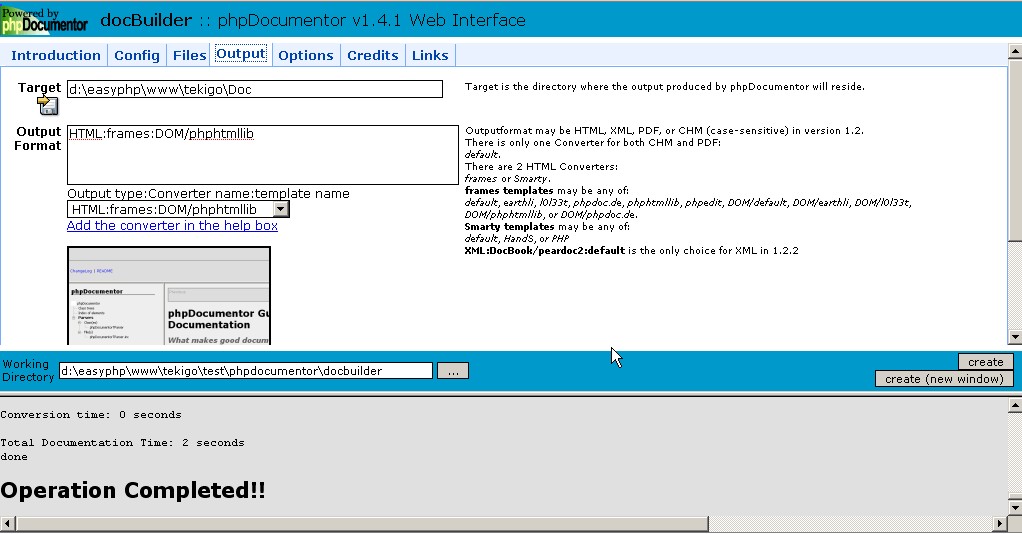 Powered by
phpDocumentor
docBuilder :: phpDocumentor v1.4.1 Web Interface
Introduction Config Files Output Options Credits Links
Target
d:\easyphp\www\tekigo\Doc
Target is the directory where the output produced by phpDocumentor will reside.
Output
Format
HTML:frames:DOM/phphtmllib
Output type:Converter name:template name
HTML:frames:DOM/phphtmllib
Add the converter in the help box
Outputformat may be HTML, XML, PDF, or CHM (case-sensitive) in version 1.2.
There is only one Converter for both CHM and PDF:
default.
There are 2 HTML Converters:
frames or Smarty.
frames templates may be any of:
default, earthli, l0l33t, phpdoc.de, phphtmllib, phpedit, DOM/default, DOM/earthli, DOM/l0l33t,
DOM/phphtmllib, or DOM/phpdoc.de.
Smarty templates may be any of:
default, HandS, or PHP
XML:DocBook/peardoc2:default is the only choice for XML in 1.2.2
ChangeLog | README
phpDocumentor
phpDocumentor
Index of elements
Parsers
phpDocumentor Gu
Documentation
What makes good docum
Working
Directory
d:\easyphp\www\tekigo\test\phpdocumentor\docbuilder
...
create
create (new window)
Conversion time: 0 seconds
Total Documentation Time: 2 seconds
done
Operation Completed!!